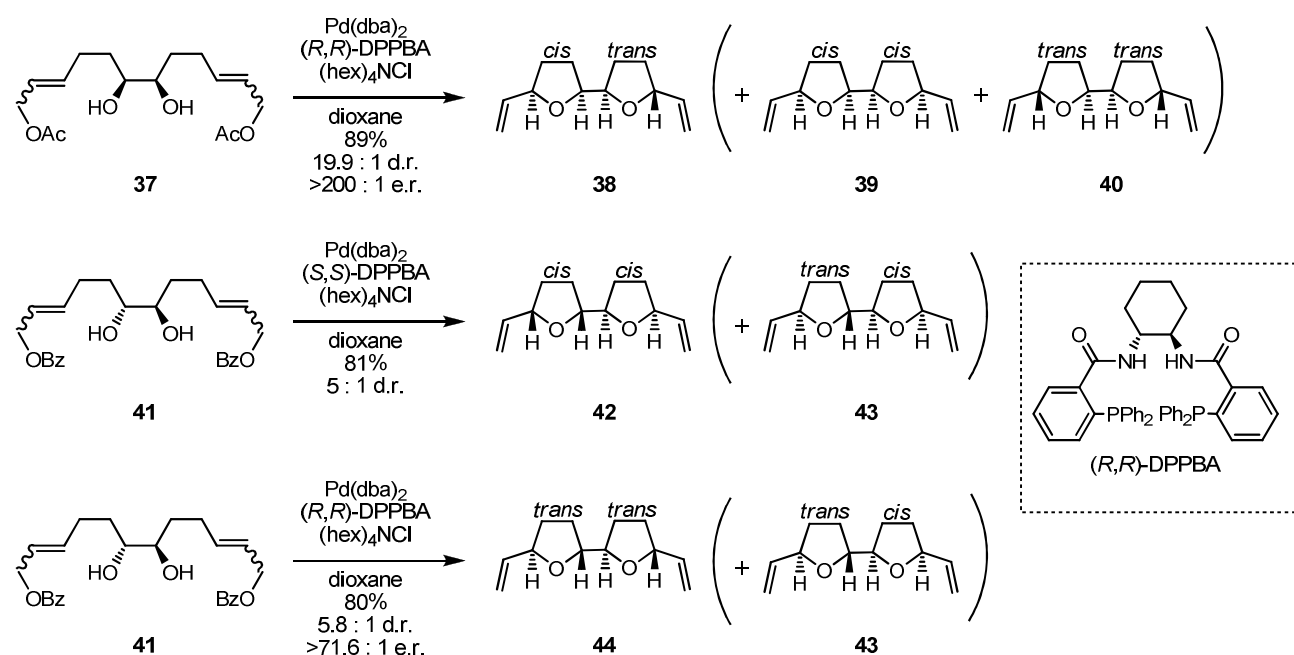 Pd(dba)2
(R,R)-DPPBA
(hex)4NCl
dioxane
89%
19.9 : 1 d.r.
>200 : 1 e.r.
HO HO
OAc AcO
37
cis trans
O O
H H H H
38
+
cis cis
O O
H H H H
39
+
trans trans
O O
H H H H
40
Pd(dba)2
(S,S)-DPPBA
(hex)4NCl
dioxane
81%
5 : 1 d.r.
HO OH
OBz BzO
41
cis cis
O O
H H H H
42
+
trans cis
O O
H H H H
43
O O
NH HN
PPh2 Ph2P
(R,R)-DPPBA
Pd(dba)2
(R,R)-DPPBA
(hex)4NCl
dioxane
80%
5.8 : 1 d.r.
>71.6 : 1 e.r.
HO OH
OBz BzO
41
trans trans
O O
H H H H
44
+
trans cis
O O
H H H H
43